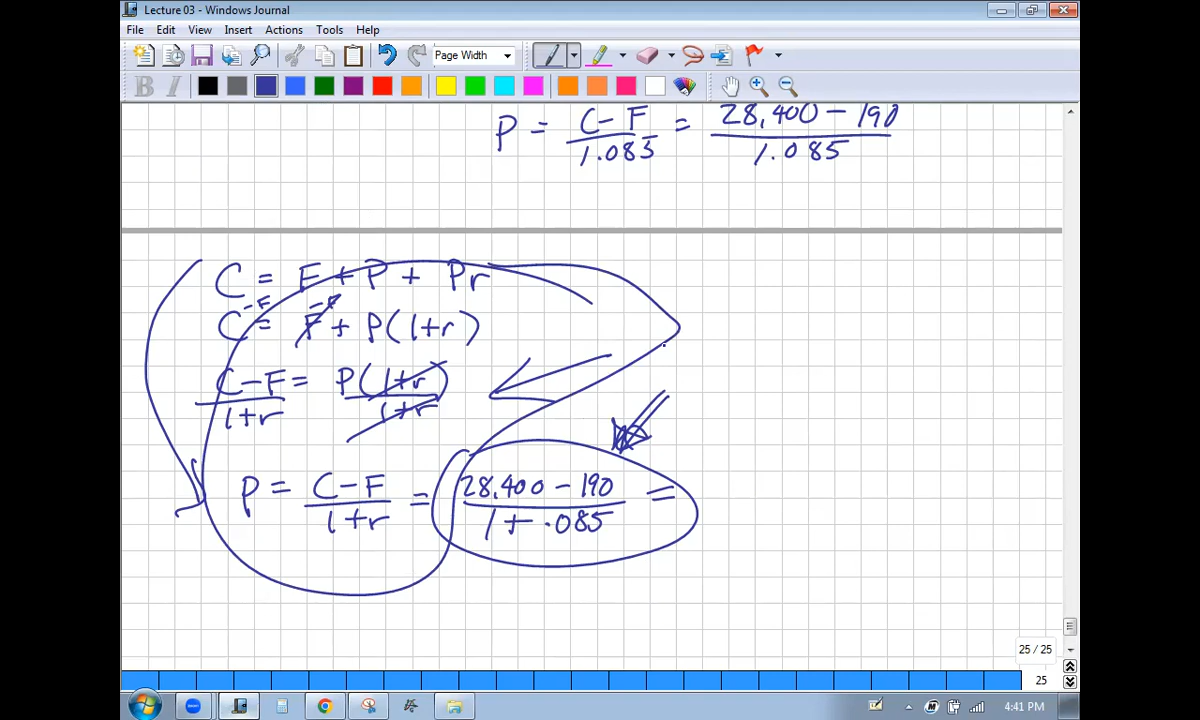 Lecture 03 - Windows Journal
File Edit View Insert Actions Tools Help
Page Width
B I
P = C-F / 1.085 = 28,400 - 190 / 1.085
C = F + P + Pr
-F -F
C = F + P(1+r)
C-F / 1+r = P(1+r) / 1+r
P = C-F / 1+r = 28,400 - 190 / 1 + .085 =
25 / 25
25
4:41 PM